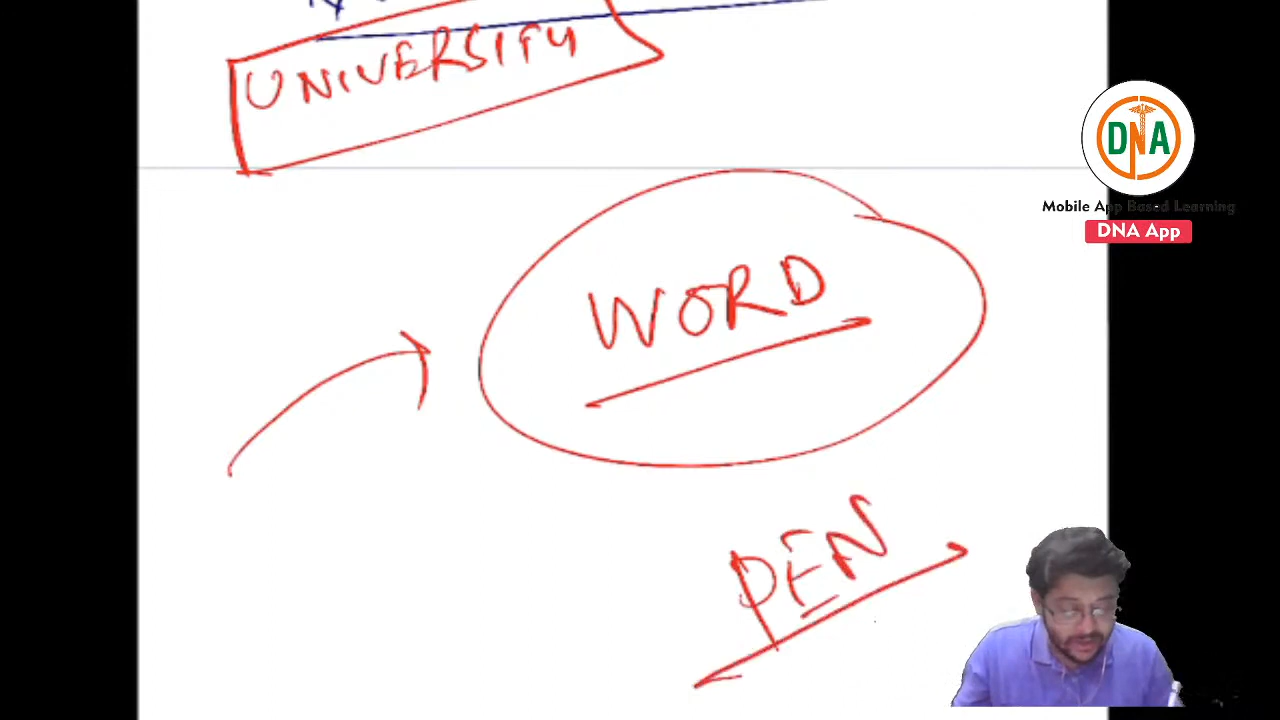 UNIVERSITY
DNA
Mobile App Based Learning
DNA App
WORD
PEN